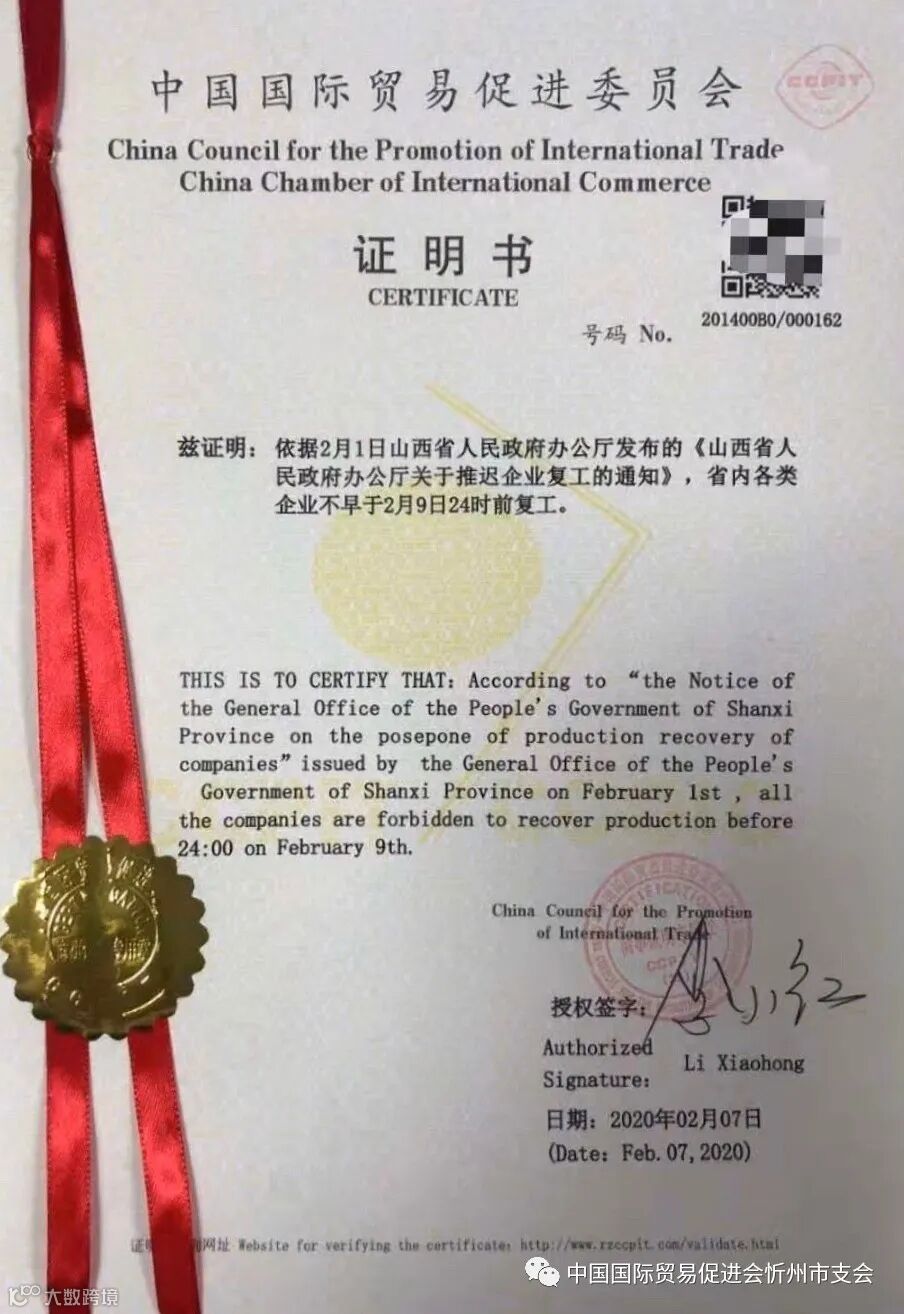 中国国际贸易促进委员会
CCPIT
China Council for the Promotion of International Trade
China Chamber of International Commerce
证明书
CERTIFICATE
号码 No.
201400B0/000162
兹证明：依据2月1日山西省人民政府办公厅发布的《山西省人
民政府办公厅关于推迟企业复工的通知》，省内各类
企业不早于2月9日24时前复工。
THIS IS TO CERTIFY THAT: According to “the Notice of
the General Office of the People's Government of Shanxi
Province on the posepone of production recovery of
companies”issued by the General Office of the People's
Government of Shanxi Province on February 1st , all
the companies are forbidden to recover production before
24:00 on February 9th.
China Council for the Promotion
of International Trade
CCPIT
授权签字：
李小红
Authorized
Signature:
Li Xiaohong
日期：2020年02月07日
(Date: Feb.07,2020)
证明 网址 Website for verifying the certificate: http://www.rzccpit.com/validate.html
中国国际贸易促进会忻州市支会
大数跨境